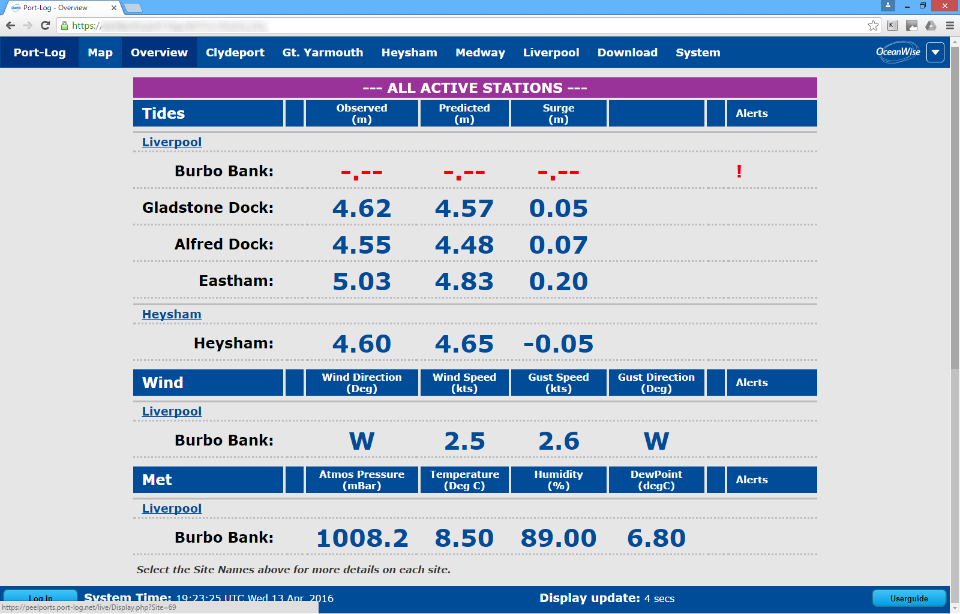 Port-Log - Overview
https://
Port-Log Map Overview Clydeport Gt. Yarmouth Heysham Medway Liverpool Download System OceanWise
--- ALL ACTIVE STATIONS ---
Tides Observed (m) Predicted (m) Surge (m) Alerts
Liverpool
Burbo Bank: -.-- -.-- -.-- !
Gladstone Dock: 4.62 4.57 0.05
Alfred Dock: 4.55 4.48 0.07
Eastham: 5.03 4.83 0.20
Heysham
Heysham: 4.60 4.65 -0.05
Wind Wind Direction (Deg) Wind Speed (kts) Gust Speed (kts) Gust Direction (Deg) Alerts
Liverpool
Burbo Bank: W 2.5 2.6 W
Met Atmos Pressure (mBar) Temperature (Deg C) Humidity (%) DewPoint (degC) Alerts
Liverpool
Burbo Bank: 1008.2 8.50 89.00 6.80
Select the Site Names above for more details on each site.
Log in System Time: 19:23:25 UTC Wed 13 Apr, 2016 Display update: 4 secs Userguide
https://peelports.port-log.net/live/Display.php?Site=69